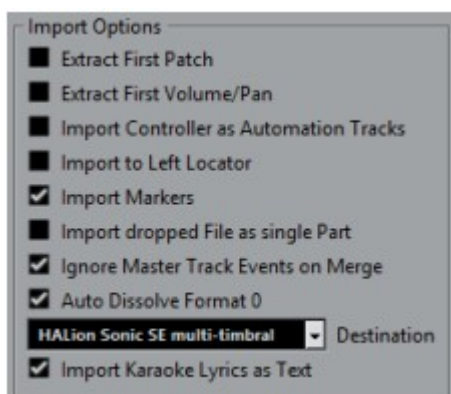 Import Options
Extract First Patch
Extract First Volume/Pan
Import Controller as Automation Tracks
Import to Left Locator
Import Markers
Import dropped File as single Part
Ignore Master Track Events on Merge
Auto Dissolve Format 0
HALion Sonic SE multi-timbral Destination
Import Karaoke Lyrics as Text